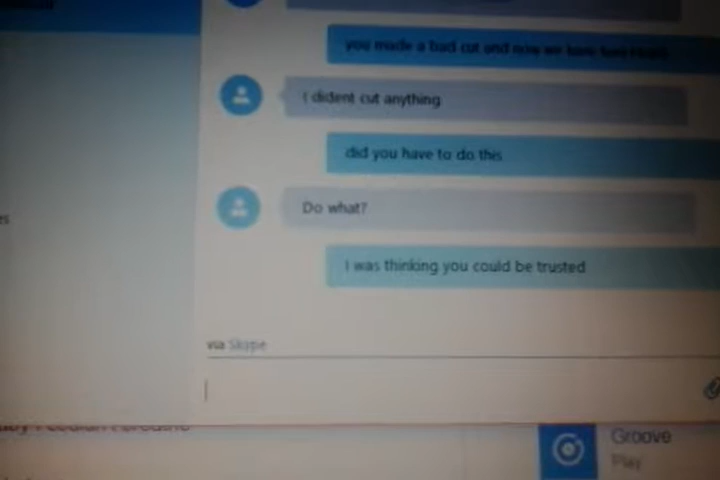 you made a bad cut and now we have
I dident cut anything
did you have to do this
Do what?
I was thinking you could be trusted
via Skype
Groove
Play